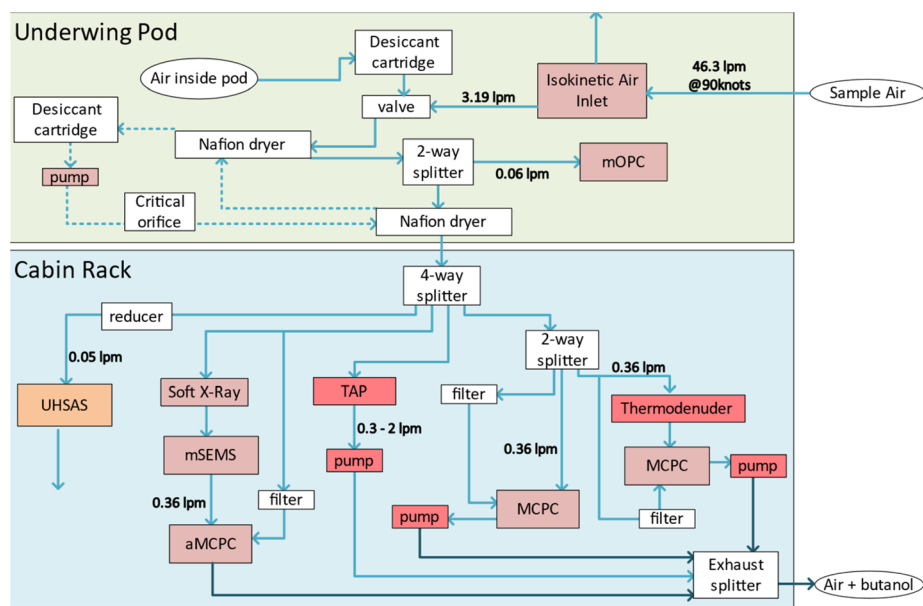 Underwing Pod
Desiccant
cartridge
Air inside pod
46.3 lpm
@90knots
Isokinetic Air
Inlet
Sample Air
3.19 lpm
valve
Desiccant
cartridge
Nafion dryer
2-way
splitter
mOPC
0.06 lpm
pump
Critical
orifice
Nafion dryer
Cabin Rack
4-way
splitter
reducer
2-way
splitter
0.05 lpm
0.36 lpm
UHSAS
Soft X-Ray
TAP
filter
Thermodenuder
0.3 - 2 lpm
mSEMS
pump
0.36 lpm
MCPC
pump
0.36 lpm
filter
MCPC
pump
filter
aMCPC
Exhaust
splitter
Air + butanol